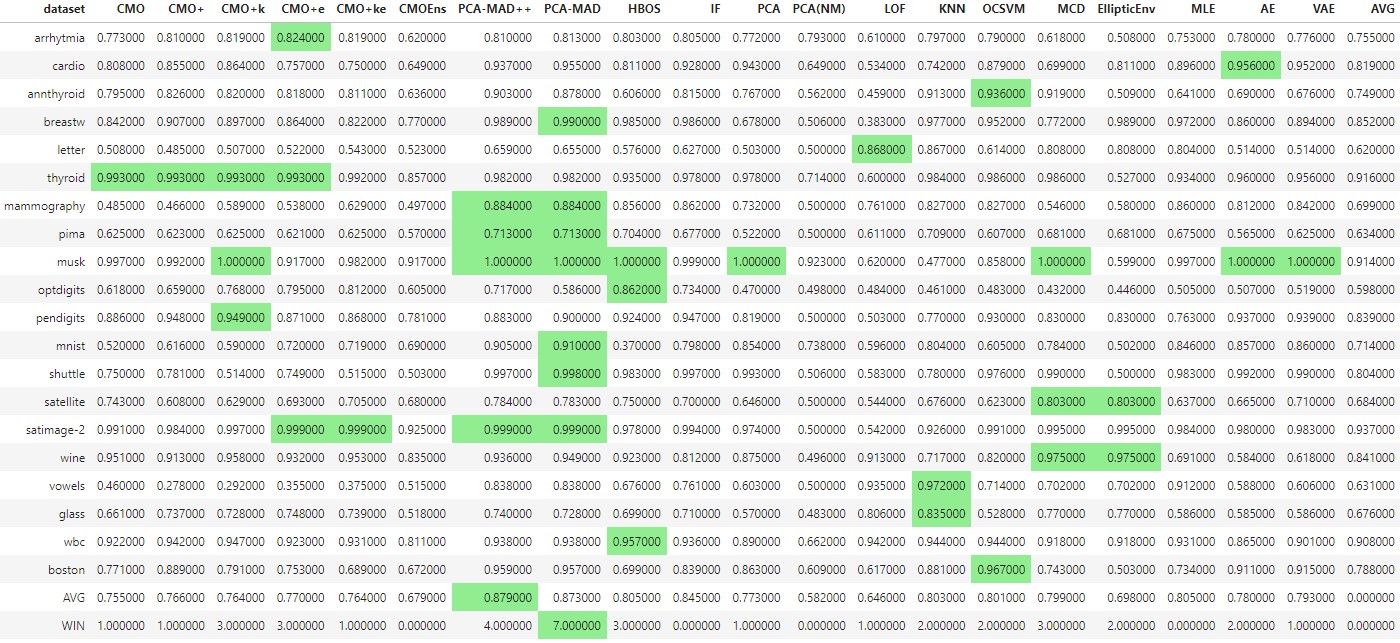 dataset CMO CMO+ CMO+k CMO+e CMO+ke CMOEns PCA-MAD++ PCA-MAD HBOS IF PCA PCA(NM) LOF KNN OCSVM MCD EllipticEnv MLE AE VAE AVG
arrhytmia 0.773000 0.810000 0.819000 0.824000 0.819000 0.620000 0.810000 0.813000 0.803000 0.805000 0.772000 0.793000 0.610000 0.797000 0.790000 0.618000 0.508000 0.753000 0.780000 0.776000 0.755000
cardio 0.808000 0.855000 0.864000 0.757000 0.750000 0.649000 0.937000 0.953000 0.811000 0.928000 0.943000 0.649000 0.534000 0.742000 0.879000 0.699000 0.811000 0.896000 0.956000 0.952000 0.819000
annthyroid 0.795000 0.826000 0.820000 0.818000 0.811000 0.636000 0.903000 0.878000 0.606000 0.815000 0.767000 0.562000 0.459000 0.913000 0.936000 0.919000 0.509000 0.641000 0.690000 0.676000 0.749000
breastw 0.842000 0.907000 0.897000 0.864000 0.822000 0.770000 0.989000 0.990000 0.985000 0.986000 0.678000 0.506000 0.383000 0.977000 0.952000 0.772000 0.989000 0.972000 0.860000 0.894000 0.852000
letter 0.508000 0.485000 0.507000 0.522000 0.543000 0.523000 0.659000 0.655000 0.576000 0.627000 0.503000 0.500000 0.868000 0.867000 0.614000 0.808000 0.808000 0.804000 0.514000 0.514000 0.620000
thyroid 0.993000 0.993000 0.993000 0.993000 0.992000 0.857000 0.982000 0.982000 0.935000 0.978000 0.978000 0.714000 0.600000 0.984000 0.986000 0.986000 0.527000 0.934000 0.960000 0.956000 0.916000
mammography 0.485000 0.466000 0.589000 0.538000 0.629000 0.497000 0.884000 0.884000 0.856000 0.862000 0.732000 0.500000 0.761000 0.827000 0.827000 0.546000 0.580000 0.860000 0.812000 0.842000 0.699000
pima 0.625000 0.623000 0.625000 0.621000 0.625000 0.570000 0.713000 0.713000 0.704000 0.677000 0.522000 0.500000 0.611000 0.709000 0.607000 0.681000 0.681000 0.675000 0.565000 0.625000 0.634000
musk 0.997000 0.992000 1.000000 0.917000 0.982000 0.917000 1.000000 1.000000 1.000000 0.999000 1.000000 0.923000 0.620000 0.477000 0.858000 1.000000 0.599000 0.997000 1.000000 1.000000 0.914000
optdigits 0.618000 0.659000 0.768000 0.795000 0.812000 0.605000 0.717000 0.586000 0.862000 0.734000 0.470000 0.498000 0.484000 0.461000 0.483000 0.432000 0.446000 0.505000 0.507000 0.519000 0.598000
pendigits 0.886000 0.948000 0.949000 0.871000 0.868000 0.781000 0.883000 0.900000 0.924000 0.947000 0.819000 0.500000 0.503000 0.770000 0.930000 0.830000 0.830000 0.763000 0.937000 0.939000 0.839000
mnist 0.520000 0.616000 0.590000 0.720000 0.719000 0.690000 0.905000 0.910000 0.370000 0.798000 0.854000 0.738000 0.596000 0.804000 0.605000 0.784000 0.502000 0.846000 0.857000 0.860000 0.714000
shuttle 0.750000 0.781000 0.514000 0.749000 0.515000 0.503000 0.997000 0.998000 0.983000 0.997000 0.993000 0.506000 0.583000 0.780000 0.976000 0.990000 0.500000 0.983000 0.992000 0.990000 0.804000
satellite 0.743000 0.608000 0.629000 0.693000 0.705000 0.680000 0.784000 0.783000 0.750000 0.700000 0.646000 0.500000 0.544000 0.676000 0.623000 0.803000 0.803000 0.637000 0.665000 0.710000 0.684000
satimage-2 0.991000 0.984000 0.997000 0.999000 0.999000 0.925000 0.999000 0.999000 0.978000 0.994000 0.974000 0.500000 0.542000 0.926000 0.991000 0.995000 0.995000 0.984000 0.980000 0.983000 0.937000
wine 0.951000 0.913000 0.958000 0.932000 0.953000 0.835000 0.936000 0.949000 0.923000 0.812000 0.875000 0.496000 0.913000 0.717000 0.820000 0.975000 0.975000 0.691000 0.584000 0.618000 0.841000
vowels 0.460000 0.278000 0.292000 0.355000 0.375000 0.515000 0.838000 0.838000 0.676000 0.761000 0.603000 0.500000 0.935000 0.972000 0.714000 0.702000 0.702000 0.912000 0.588000 0.606000 0.631000
glass 0.661000 0.737000 0.728000 0.748000 0.739000 0.518000 0.740000 0.728000 0.699000 0.710000 0.570000 0.483000 0.806000 0.835000 0.528000 0.770000 0.770000 0.586000 0.585000 0.586000 0.676000
wbc 0.922000 0.942000 0.947000 0.923000 0.931000 0.811000 0.938000 0.938000 0.957000 0.936000 0.890000 0.662000 0.942000 0.944000 0.944000 0.918000 0.918000 0.931000 0.865000 0.901000 0.908000
boston 0.771000 0.889000 0.791000 0.753000 0.689000 0.672000 0.959000 0.957000 0.699000 0.839000 0.863000 0.609000 0.617000 0.881000 0.967000 0.743000 0.503000 0.734000 0.911000 0.915000 0.788000
AVG 0.755000 0.766000 0.764000 0.770000 0.764000 0.679000 0.879000 0.873000 0.805000 0.845000 0.773000 0.582000 0.646000 0.803000 0.801000 0.799000 0.698000 0.805000 0.780000 0.793000 0.000000
WIN 1.000000 1.000000 3.000000 3.000000 1.000000 0.000000 4.000000 7.000000 3.000000 0.000000 1.000000 0.000000 1.000000 2.000000 2.000000 3.000000 2.000000 0.000000 2.000000 1.000000 0.000000